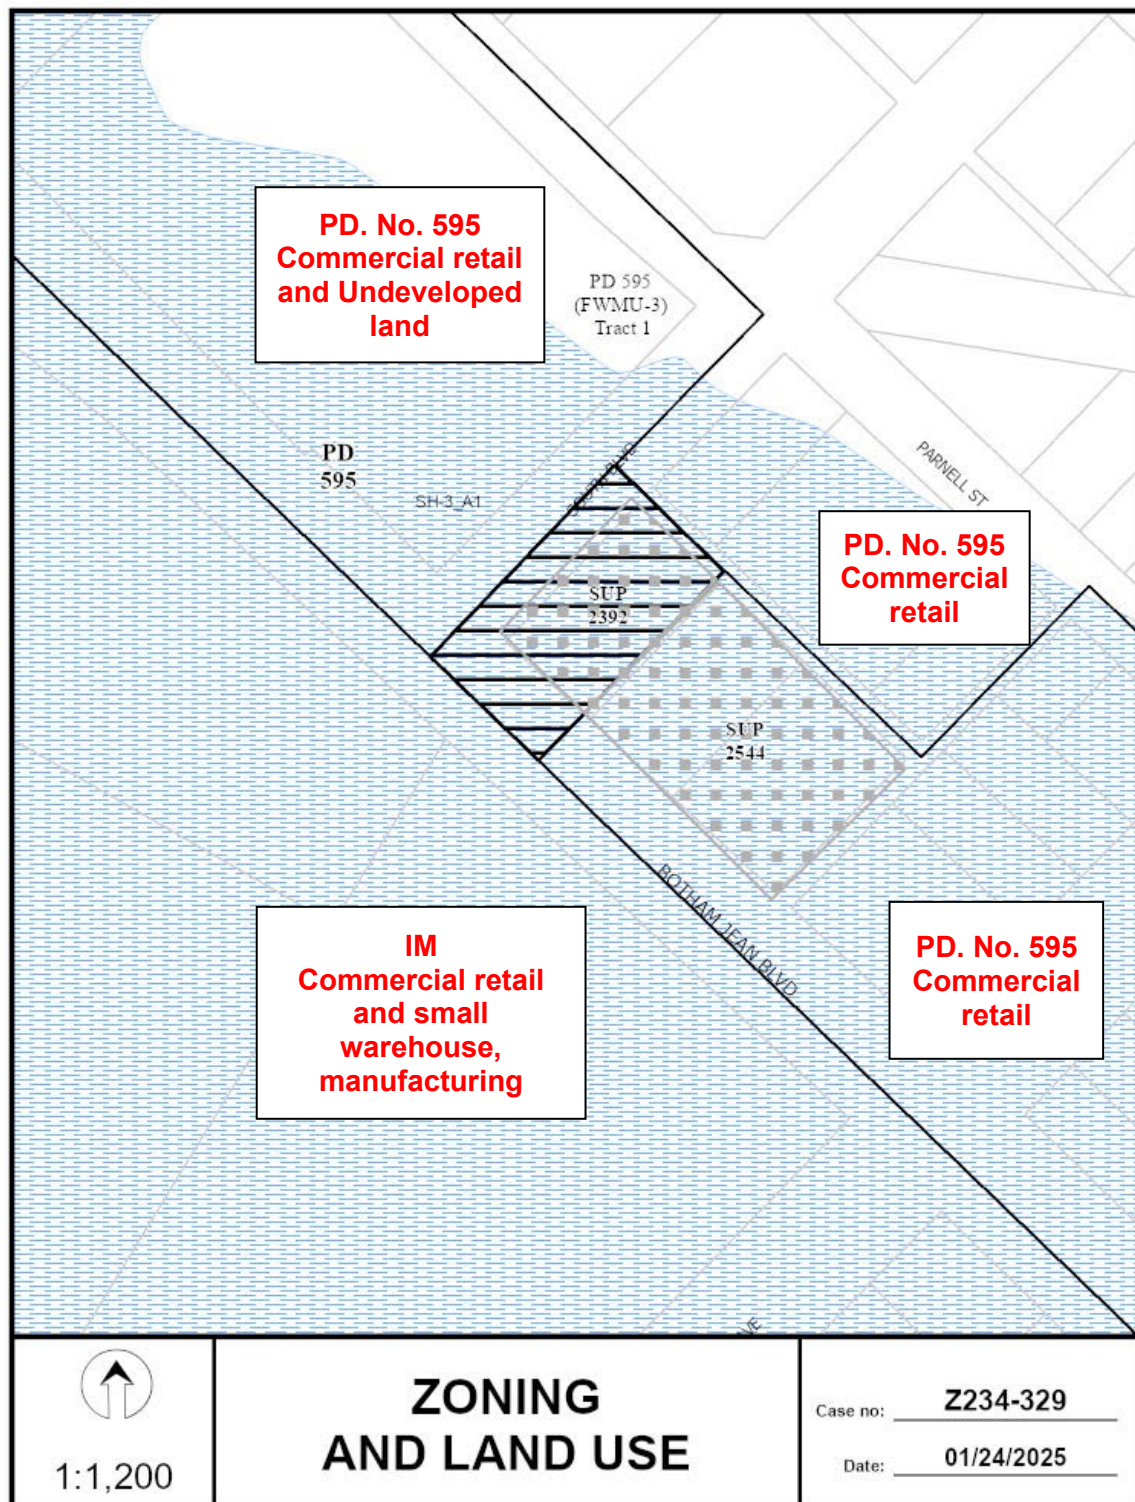 PD. No. 595
Commercial retail
and Undeveloped
land
PD 595
(FWMU-3)
Tract 1
PARNELL ST
PD
595
SH-3_A1
PD. No. 595
Commercial
retail
SUP
2392
SUP
2544
BOTHAM JEAN BLVD
IM
Commercial retail
and small
warehouse,
manufacturing
PD. No. 595
Commercial
retail
AVE
1:1,200
ZONING
AND LAND USE
Case no: Z234-329
Date: 01/24/2025